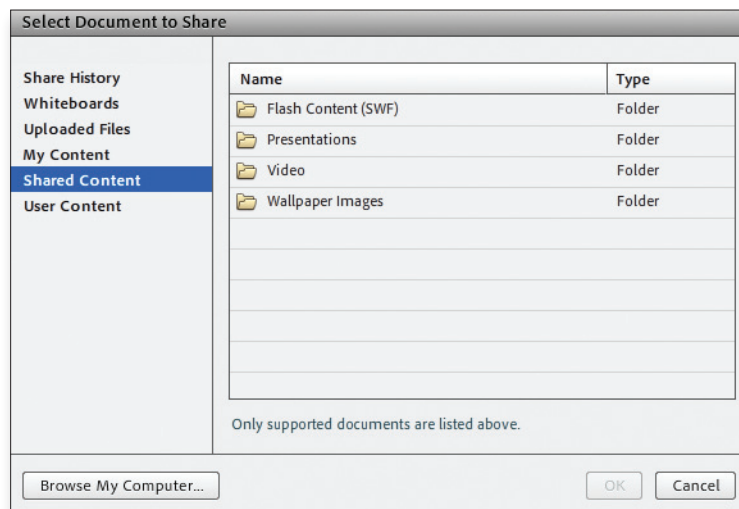 Select Document to Share
Share History
Whiteboards
Uploaded Files
My Content
Shared Content
User Content
Name Type
Flash Content (SWF) Folder
Presentations Folder
Video Folder
Wallpaper Images Folder
Only supported documents are listed above.
Browse My Computer... OK Cancel